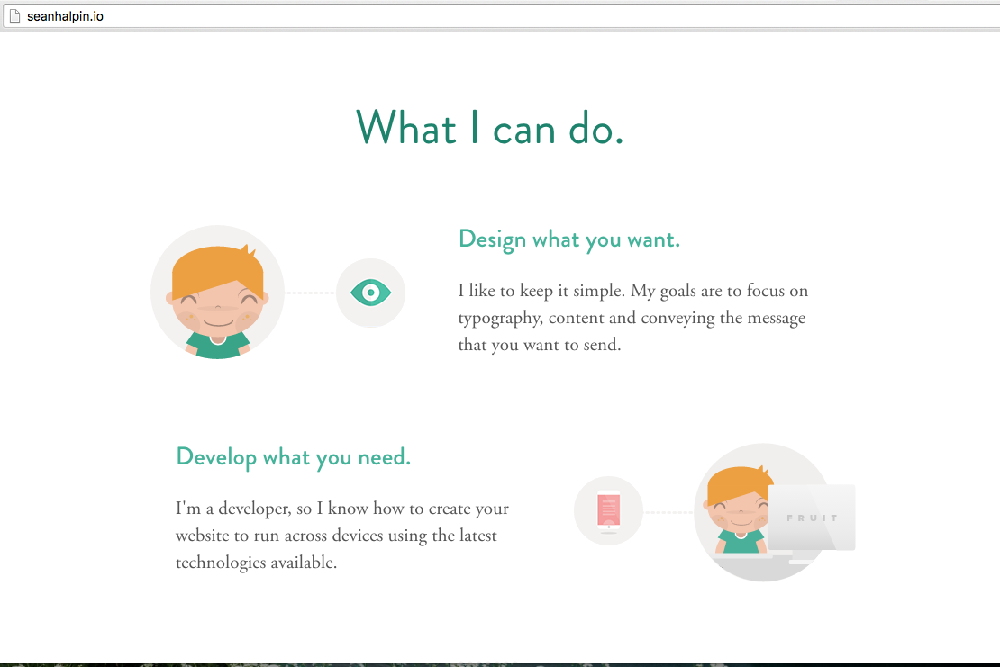 seanhalpin.io
What I can do.
Design what you want.
I like to keep it simple. My goals are to focus on
typography, content and conveying the message
that you want to send.
Develop what you need.
I'm a developer, so I know how to create your
website to run across devices using the latest
technologies available.
FRUIT